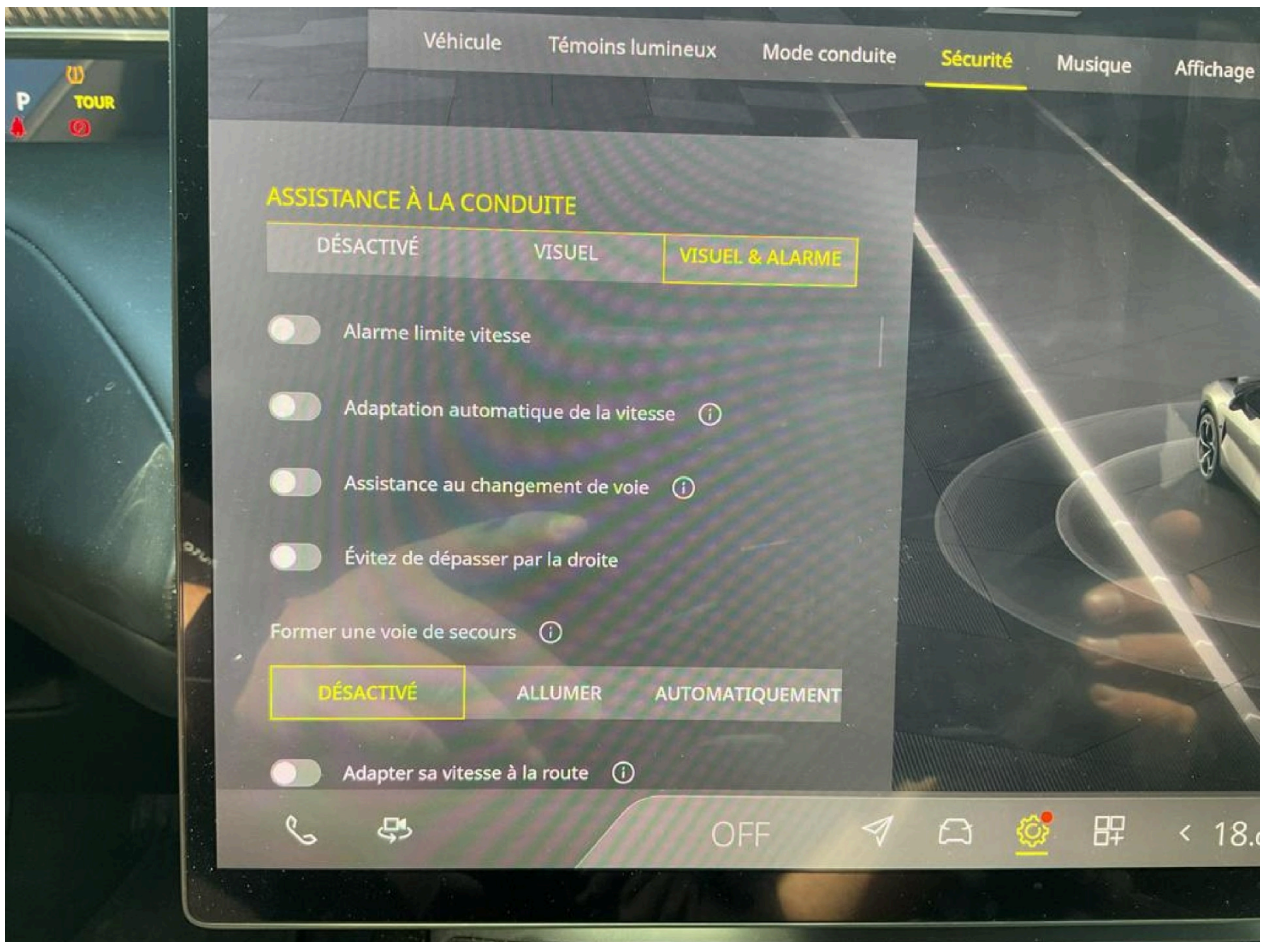 Véhicule Témoins lumineux Mode conduite Sécurité Musique Affichage
P TOUR
ASSISTANCE À LA CONDUITE
DÉSACTIVÉ VISUEL VISUEL & ALARME
Alarme limite vitesse
Adaptation automatique de la vitesse
Assistance au changement de voie
Évitez de dépasser par la droite
Former une voie de secours
DÉSACTIVÉ ALLUMER AUTOMATIQUEMENT
Adapter sa vitesse à la route
OFF < 18.